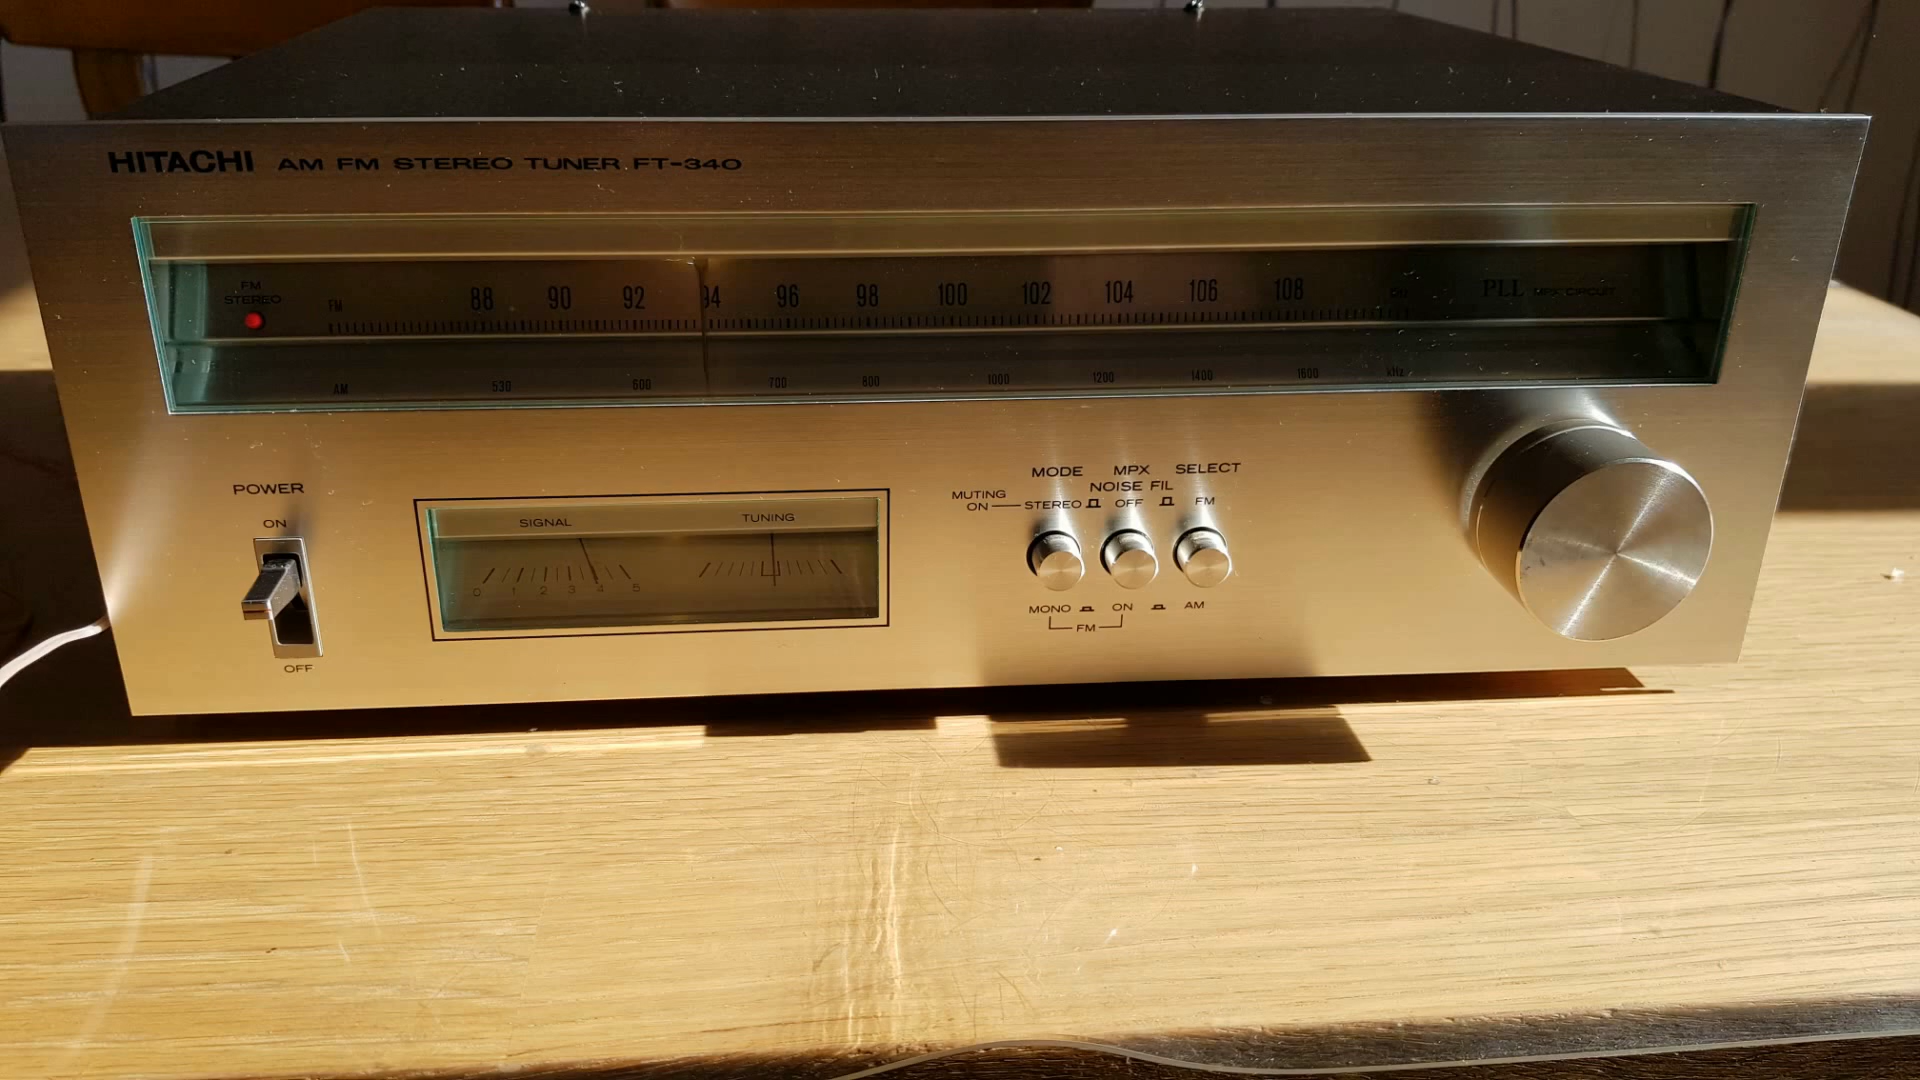 HITACHI AM FM STEREO TUNER FT-340
FM STEREO
FM 88 90 92 94 96 98 100 102 104 106 108
PLL MPX CIRCUIT
AM 530 600 700 800 1000 1200 1400 1600 kHz
POWER
ON
OFF
SIGNAL TUNING
0 1 2 3 4 5
MODE MPX SELECT
NOISE FIL
MUTING
ON STEREO OFF FM
MONO ON AM
FM